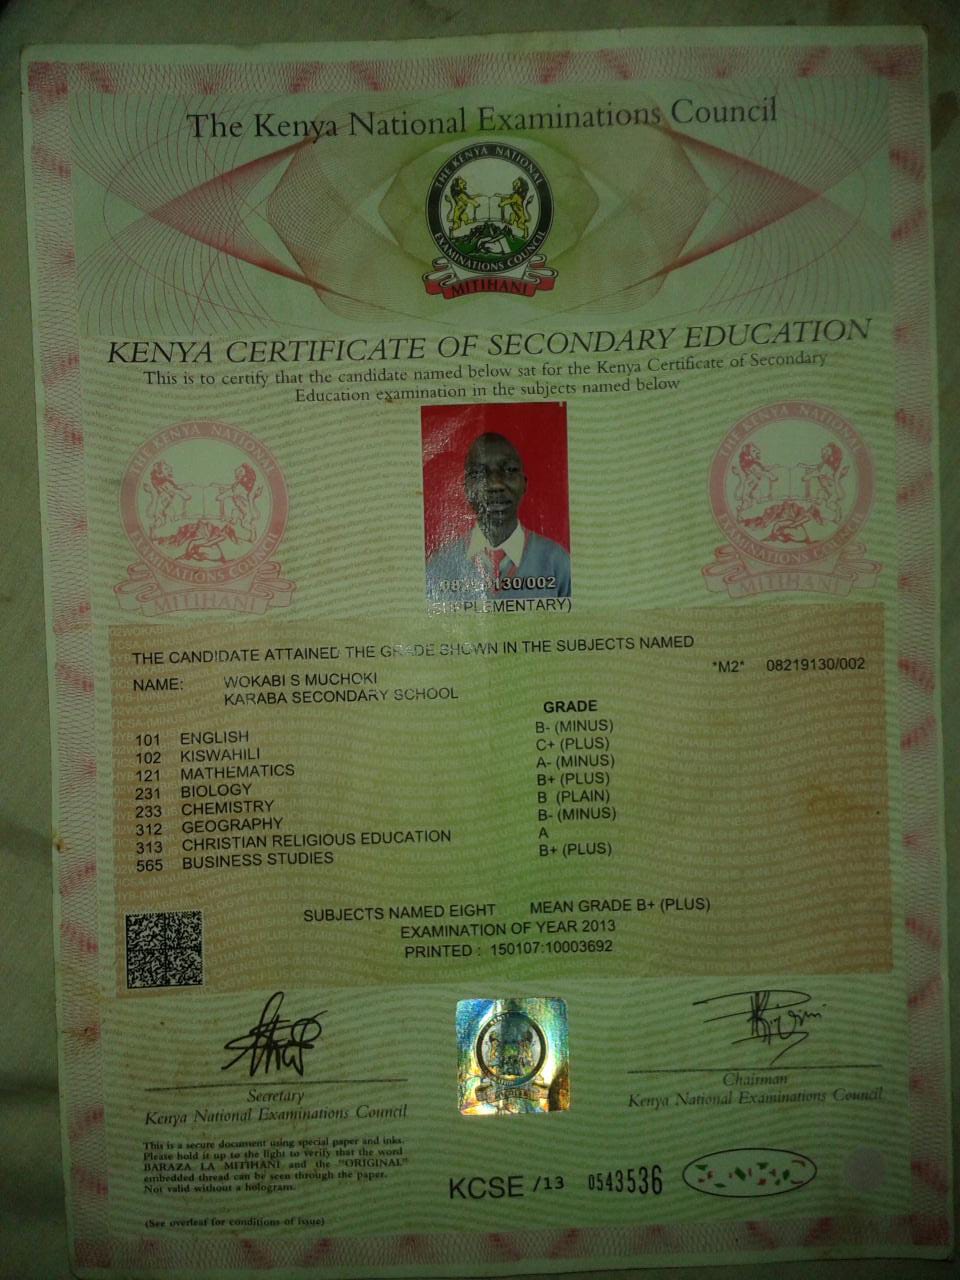 The Kenya National Examinations Council
THE KENYA NATIONAL
EXAMINATIONS COUNCIL
MITIHANI
KENYA CERTIFICATE OF SECONDARY EDUCATION
This is to certify that the candidate named below sat for the Kenya Certificate of Secondary
Education examination in the subjects named below
THE KENYA NATIONAL
EXAMINATIONS COUNCIL
MITIHANI
THE KENYA NATIONAL
EXAMINATIONS COUNCIL
MITIHANI
08219130/002
(SUPPLEMENTARY)
THE CANDIDATE ATTAINED THE GRADE SHOWN IN THE SUBJECTS NAMED
*M2* 08219130/002
NAME: WOKABI S MUCHOKI
KARABA SECONDARY SCHOOL
GRADE
101 ENGLISH B- (MINUS)
102 KISWAHILI C+ (PLUS)
121 MATHEMATICS A- (MINUS)
231 BIOLOGY B+ (PLUS)
233 CHEMISTRY B (PLAIN)
312 GEOGRAPHY B- (MINUS)
313 CHRISTIAN RELIGIOUS EDUCATION A
565 BUSINESS STUDIES B+ (PLUS)
SUBJECTS NAMED EIGHT MEAN GRADE B+ (PLUS)
EXAMINATION OF YEAR 2013
PRINTED : 150107:10003692
Secretary
Kenya National Examinations Council
Chairman
Kenya National Examinations Council
This is a secure document using special paper and inks.
Please hold it up to the light to verify that the word
BARAZA LA MITIHANI and the "ORIGINAL"
embedded thread can be seen through the paper.
Not valid without a hologram.
KCSE /13 0543536
(See overleaf for conditions of issue)